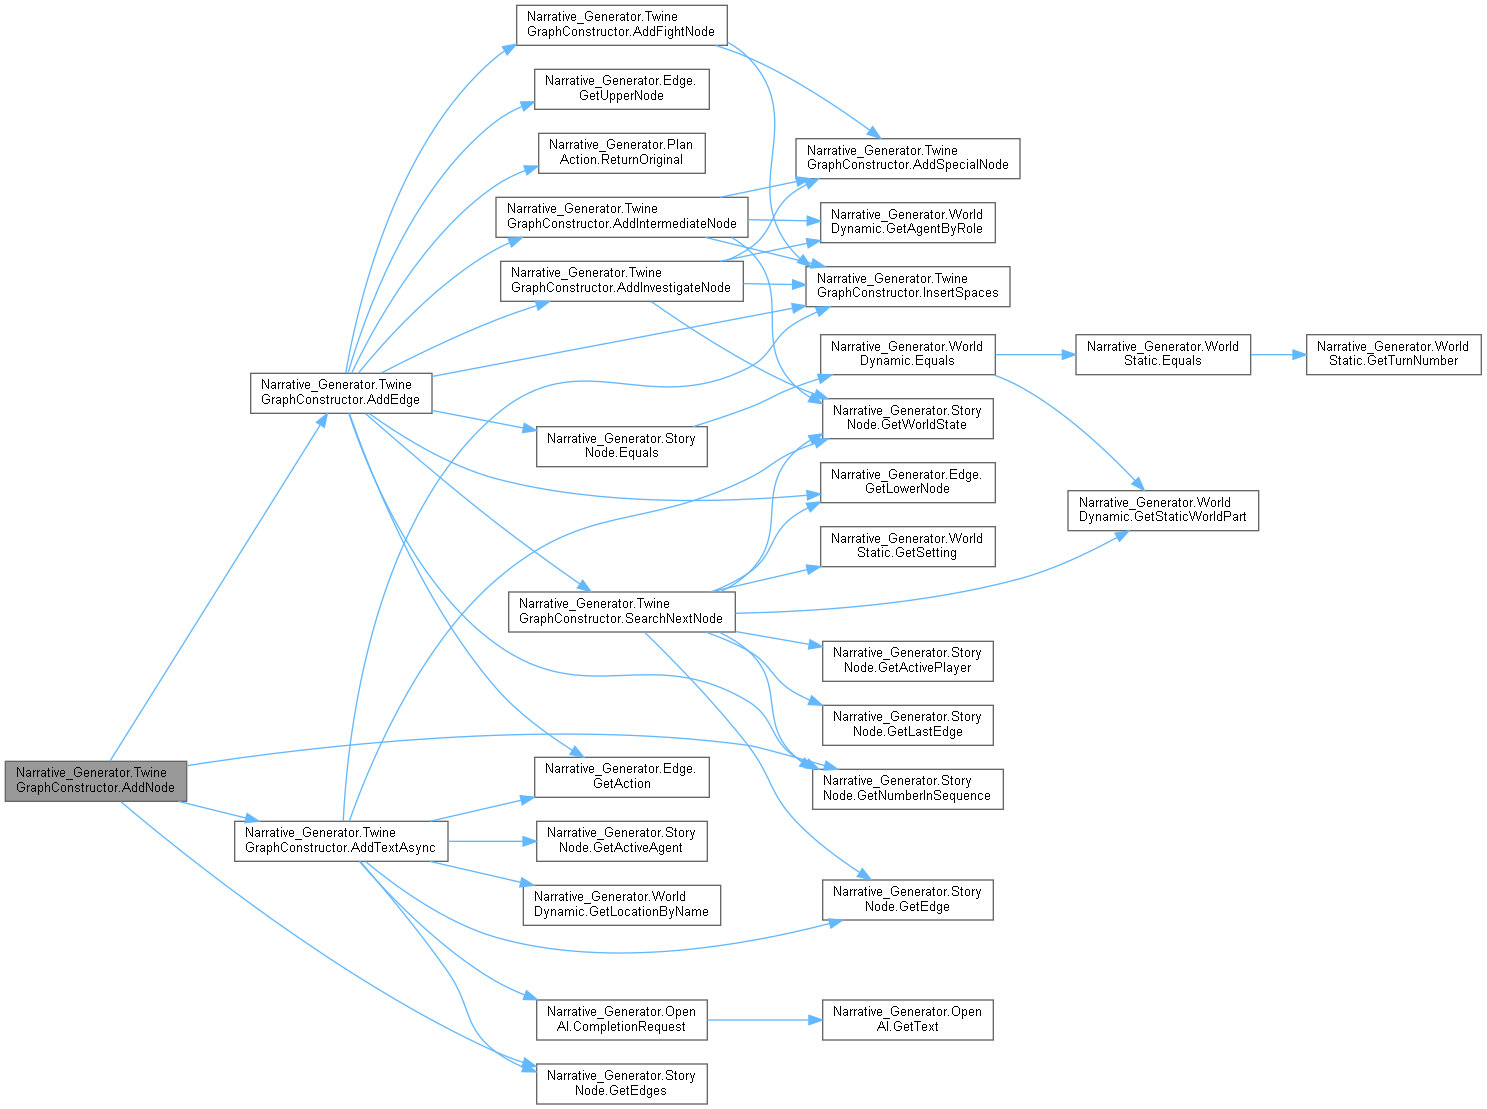 Narrative_Generator.Twine
GraphConstructor.AddFightNode
Narrative_Generator.Edge.
GetUpperNode
Narrative_Generator.Plan
Action.ReturnOriginal
Narrative_Generator.Twine
GraphConstructor.AddSpecialNode
Narrative_Generator.Twine
GraphConstructor.AddIntermediateNode
Narrative_Generator.World
Dynamic.GetAgentByRole
Narrative_Generator.Twine
GraphConstructor.AddInvestigateNode
Narrative_Generator.Twine
GraphConstructor.InsertSpaces
Narrative_Generator.World
Dynamic.Equals
Narrative_Generator.World
Static.Equals
Narrative_Generator.World
Static.GetTurnNumber
Narrative_Generator.Twine
GraphConstructor.AddEdge
Narrative_Generator.Story
Node.GetWorldState
Narrative_Generator.Story
Node.Equals
Narrative_Generator.Edge.
GetLowerNode
Narrative_Generator.World
Dynamic.GetStaticWorldPart
Narrative_Generator.World
Static.GetSetting
Narrative_Generator.Twine
GraphConstructor.SearchNextNode
Narrative_Generator.Story
Node.GetActivePlayer
Narrative_Generator.Story
Node.GetLastEdge
Narrative_Generator.Twine
GraphConstructor.AddNode
Narrative_Generator.Edge.
GetAction
Narrative_Generator.Story
Node.GetNumberInSequence
Narrative_Generator.Twine
GraphConstructor.AddTextAsync
Narrative_Generator.Story
Node.GetActiveAgent
Narrative_Generator.World
Dynamic.GetLocationByName
Narrative_Generator.Story
Node.GetEdge
Narrative_Generator.Open
AI.CompletionRequest
Narrative_Generator.Open
AI.GetText
Narrative_Generator.Story
Node.GetEdges